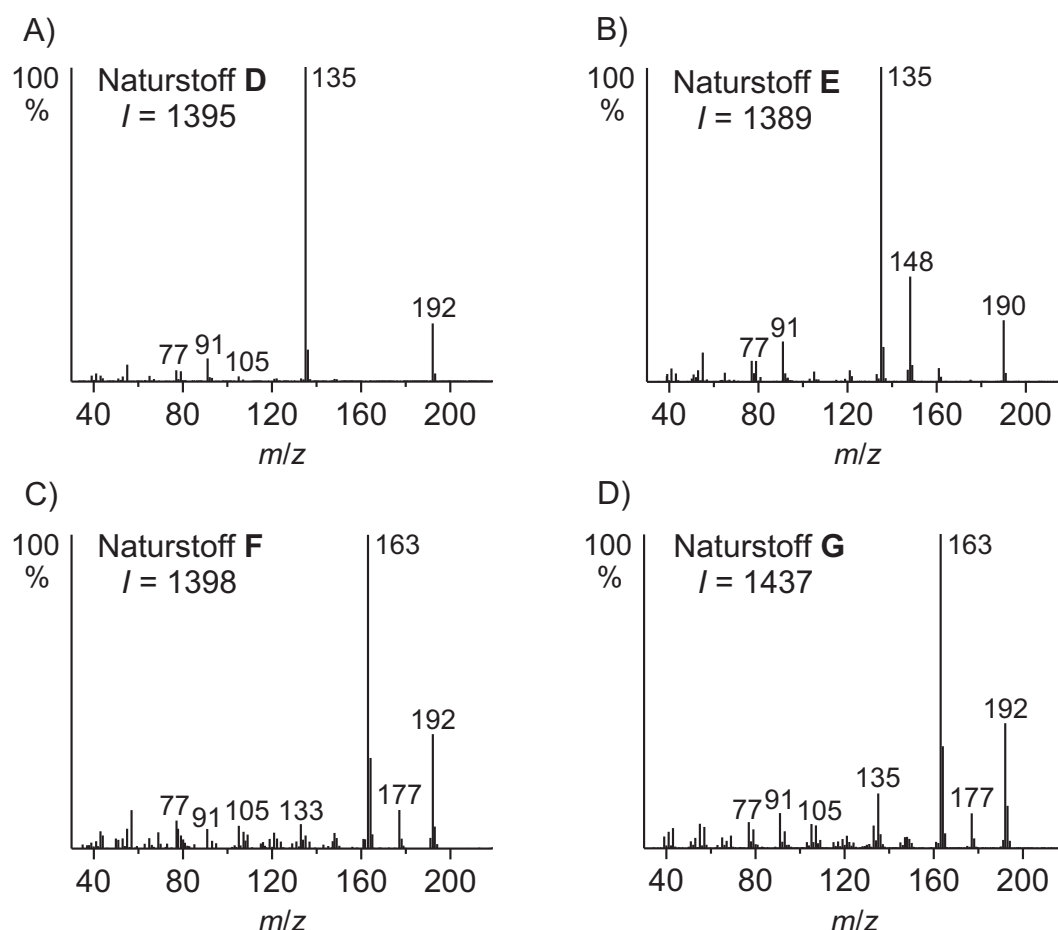 A)
100
%
Naturstoff D
I = 1395
135
192
77
91
105
40 80 120 160 200
m/z
B)
100
%
Naturstoff E
I = 1389
135
148
190
91
77
40 80 120 160 200
m/z
C)
100
%
Naturstoff F
I = 1398
163
192
177
77
91
105
133
40 80 120 160 200
m/z
D)
100
%
Naturstoff G
I = 1437
163
192
135
177
77
91
105
40 80 120 160 200
m/z